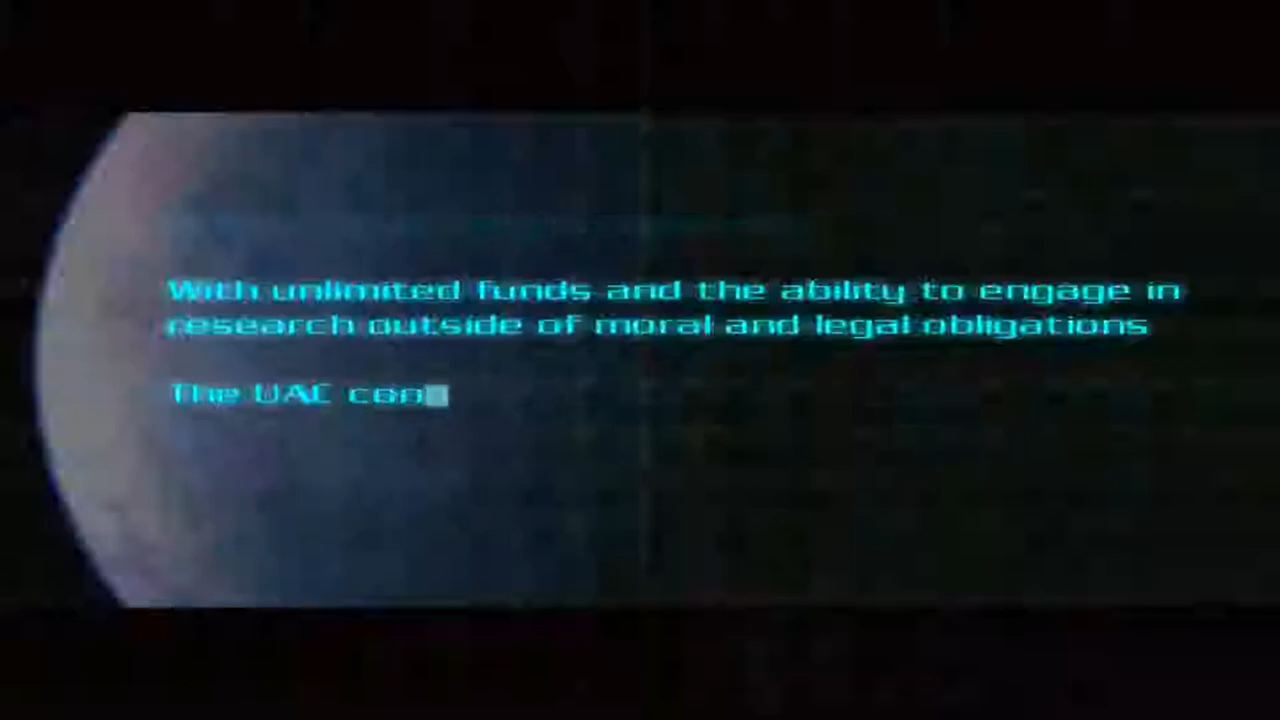 With unlimited funds and the ability to engage in
research outside of moral and legal obligations
The UAC con